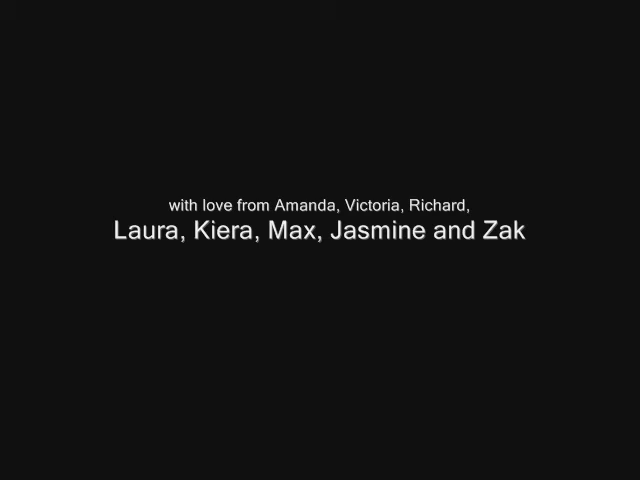 with love from Amanda, Victoria, Richard,
Laura, Kiera, Max, Jasmine and Zak